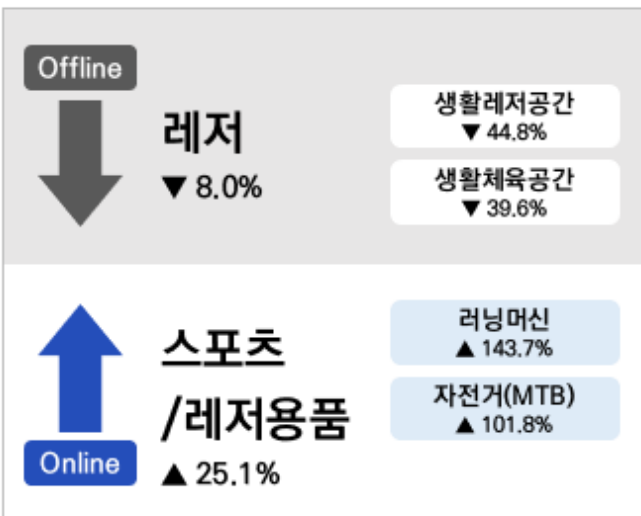 Offline
레저
▼ 8.0%
생활레저공간
▼ 44.8%
생활체육공간
▼ 39.6%
스포츠
/레저용품
▲ 25.1%
Online
러닝머신
▲ 143.7%
자전거(MTB)
▲ 101.8%